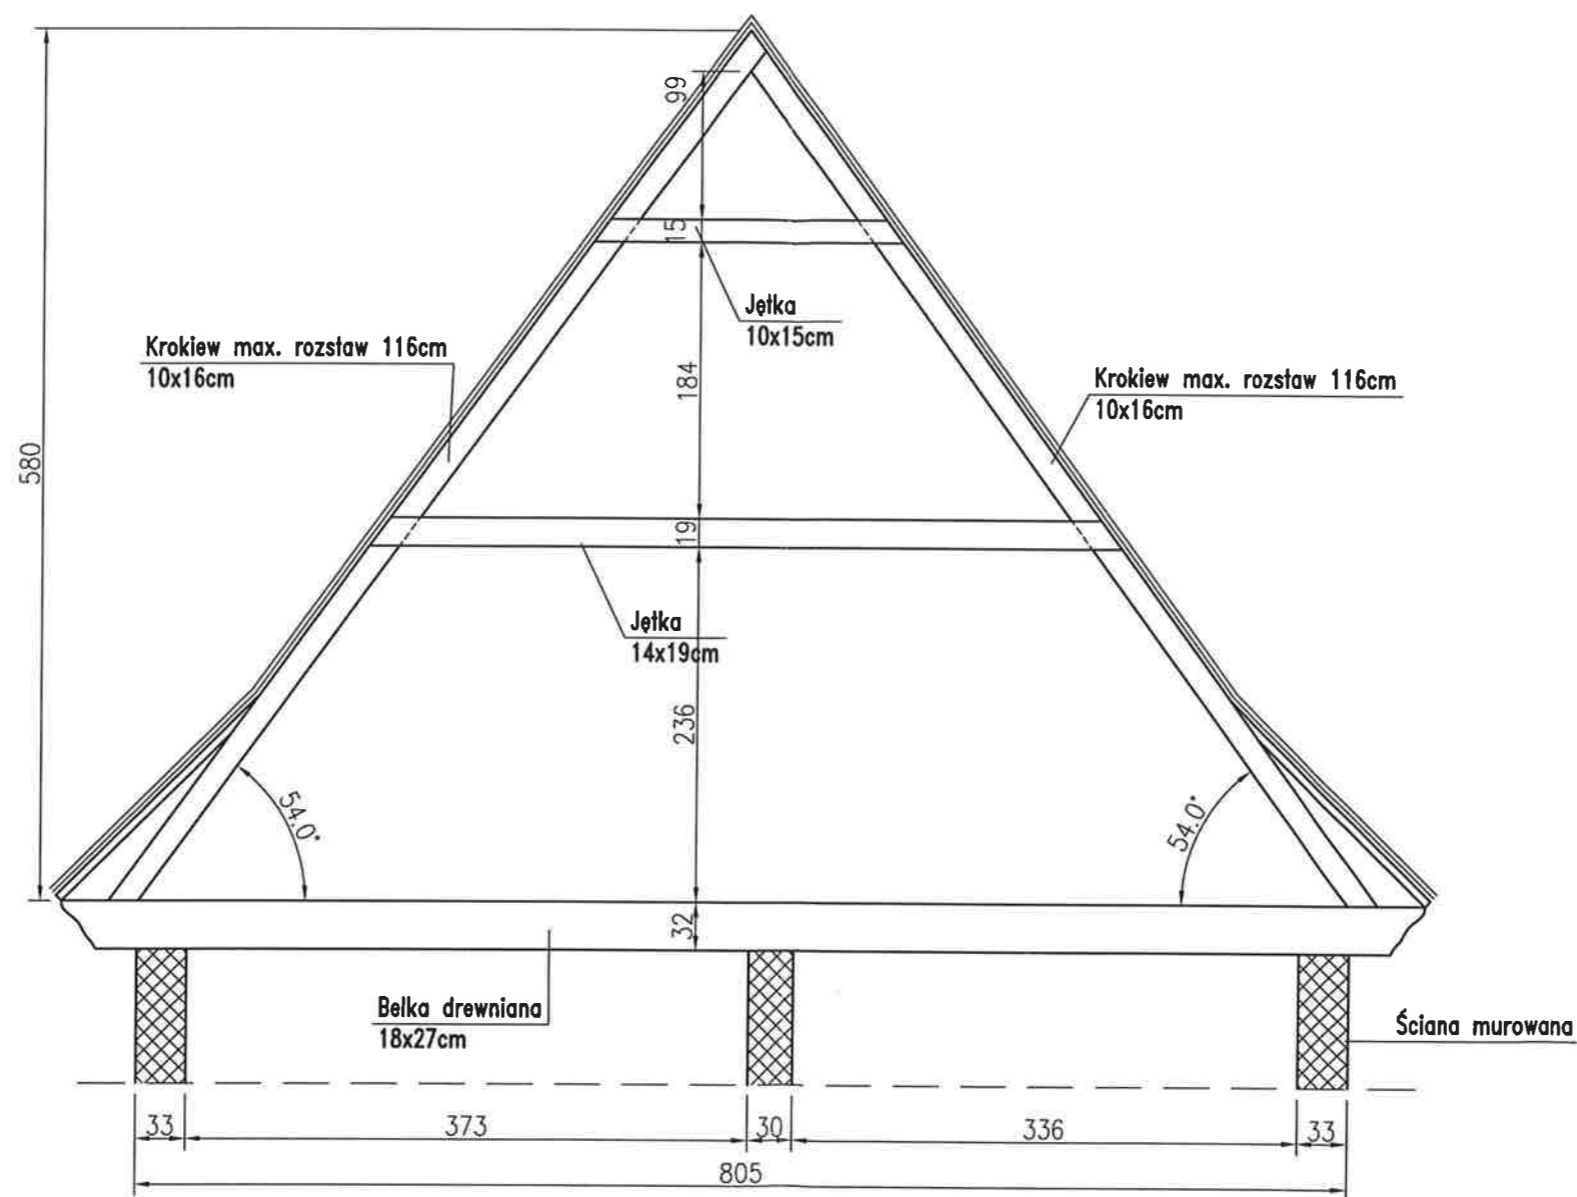 99
15
Jętka
10x15cm
Krokiew max. rozstaw 116cm
10x16cm
184
Krokiew max. rozstaw 116cm
10x16cm
580
19
Jętka
14x19cm
236
54.0°
54.0°
32
Belka drewniana
18x27cm
Ściana murowana
33
373
30
336
33
805